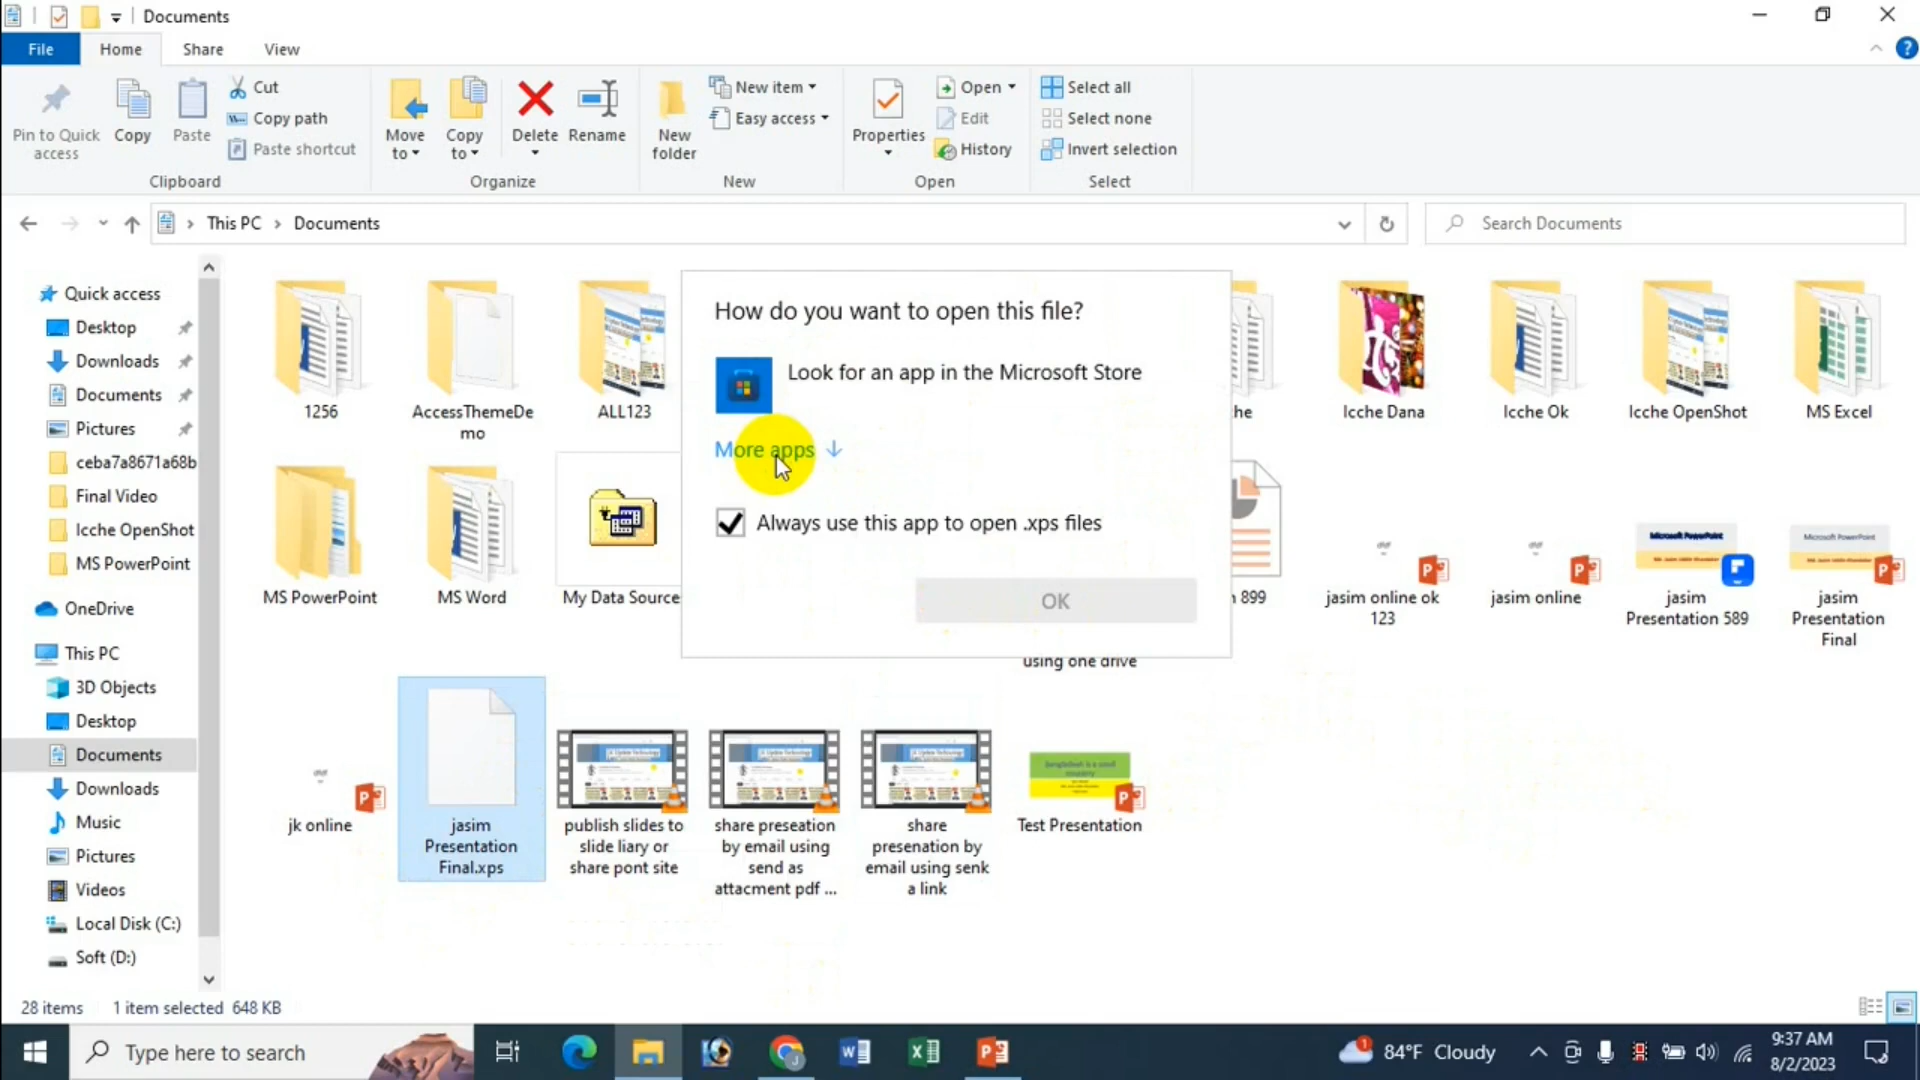 Documents
File Home Share View
Pin to Quick access
Copy
Paste
Cut
Copy path
Paste shortcut
Clipboard
Move to
Copy to
Delete
Rename
Organize
New folder
New item
Easy access
New
Properties
Open
Edit
History
Open
Select all
Select none
Invert selection
Select
This PC > Documents
Search Documents
Quick access
Desktop
Downloads
Documents
Pictures
ceba7a8671a68b
Final Video
Icche OpenShot
MS PowerPoint
OneDrive
This PC
3D Objects
Desktop
Documents
Downloads
Music
Pictures
Videos
Local Disk (C:)
Soft (D:)
1256
AccessThemeDe
mo
ALL123
he
Icche Dana
Icche Ok
Icche OpenShot
MS Excel
How do you want to open this file?
Look for an app in the Microsoft Store
More apps
Always use this app to open .xps files
OK
MS PowerPoint
MS Word
My Data Source
899
using one drive
jasim online ok
123
jasim online
jasim
Presentation 589
jasim
Presentation
Final
jk online
jasim
Presentation
Final.xps
publish slides to
slide liary or
share pont site
share preseation
by email using
send as
attacment pdf ...
share
presenation by
email using senk
a link
Test Presentation
28 items 1 item selected 648 KB
Type here to search
84°F Cloudy
9:37 AM
8/2/2023